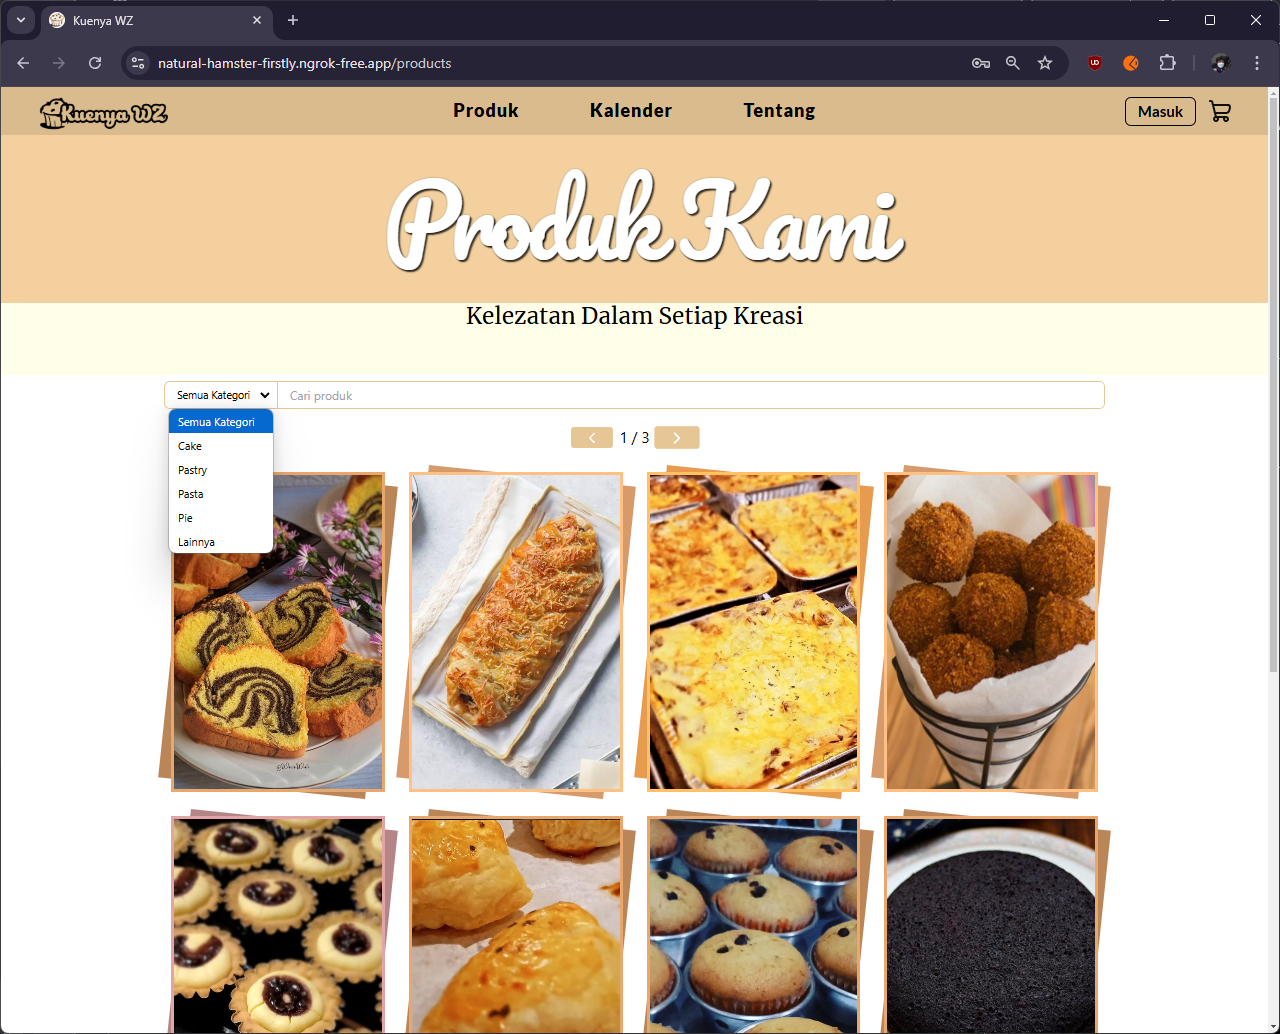 Kuenya WZ
natural-hamster-firstly.ngrok-free.app/products
Kuenya WZ
Produk
Kalender
Tentang
Masuk
Produk Kami
Kelezatan Dalam Setiap Kreasi
Semua Kategori
Cari produk
Semua Kategori
Cake
Pastry
Pasta
Pie
Lainnya
1 / 3